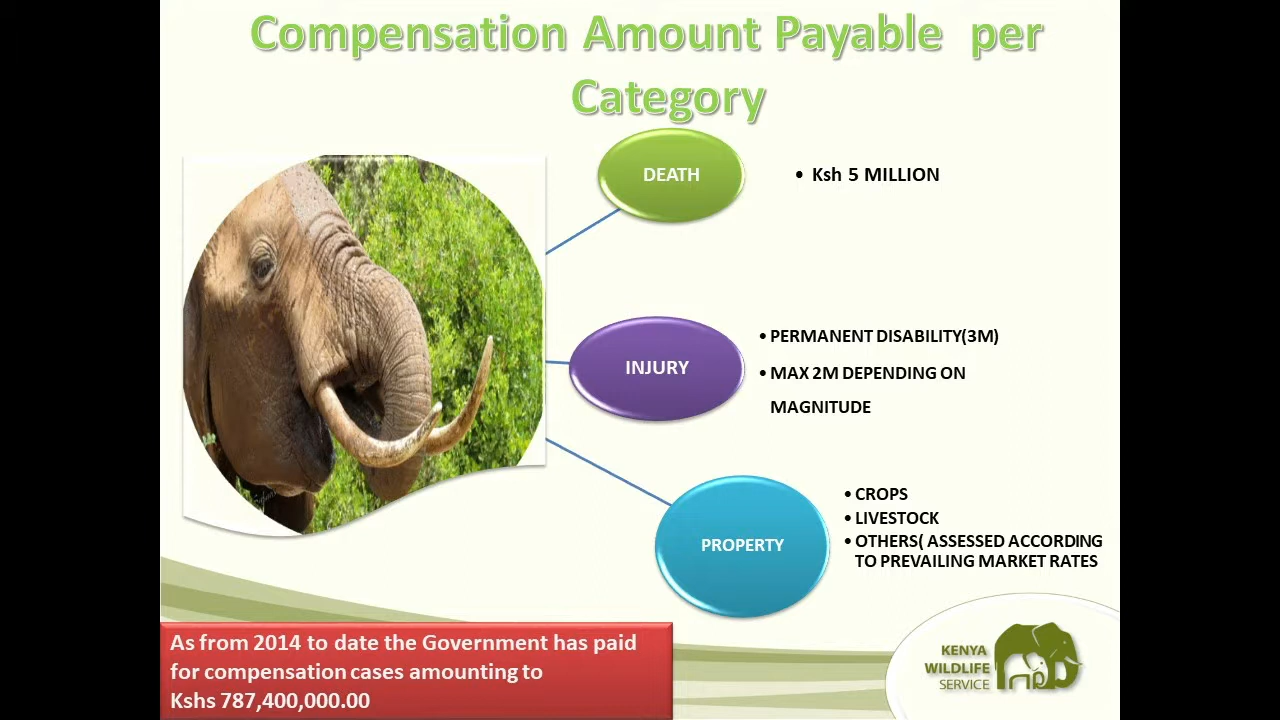 Compensation Amount Payable per
Category
DEATH
• Ksh 5 MILLION
INJURY
• PERMANENT DISABILITY(3M)
• MAX 2M DEPENDING ON
MAGNITUDE
PROPERTY
• CROPS
• LIVESTOCK
• OTHERS( ASSESSED ACCORDING
TO PREVAILING MARKET RATES
As from 2014 to date the Government has paid
for compensation cases amounting to
Kshs 787,400,000.00
KENYA
WILDLIFE
SERVICE